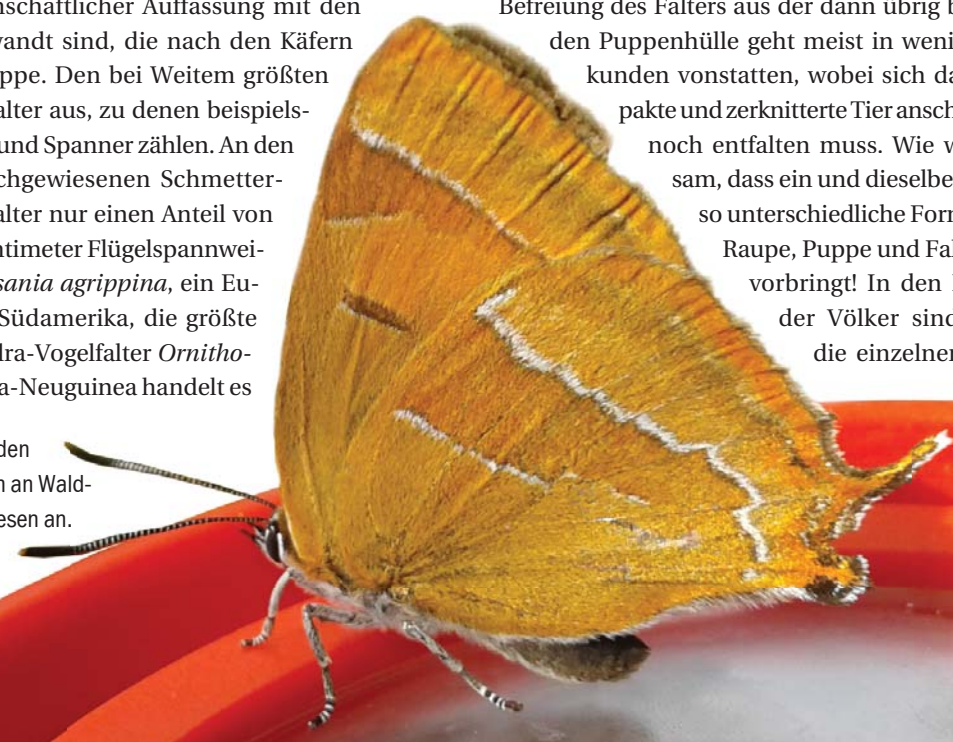 nschaftlicher Auffassung mit den
wandt sind, die nach den Käfern
ppe. Den bei Weitem größten
alter aus, zu denen beispiels-
und Spanner zählen. An den
chgewiesenen Schmetter-
alter nur einen Anteil von
ntimeter Flügelspannwei-
sania agrippina, ein Eu-
Südamerika, die größte
dra-Vogelfalter Ornitho-
a-Neuguinea handelt es
den
n an Wald-
esen an.
Befreiung des Falters aus der dann übrig b
den Puppenhülle geht meist in weni
kunden vonstatten, wobei sich da
pakte und zerknitterte Tier ansch
noch entfalten muss. Wie w
sam, dass ein und dieselbe
so unterschiedliche Form
Raupe, Puppe und Fal
vorbringt! In den
der Völker sind
die einzelnen